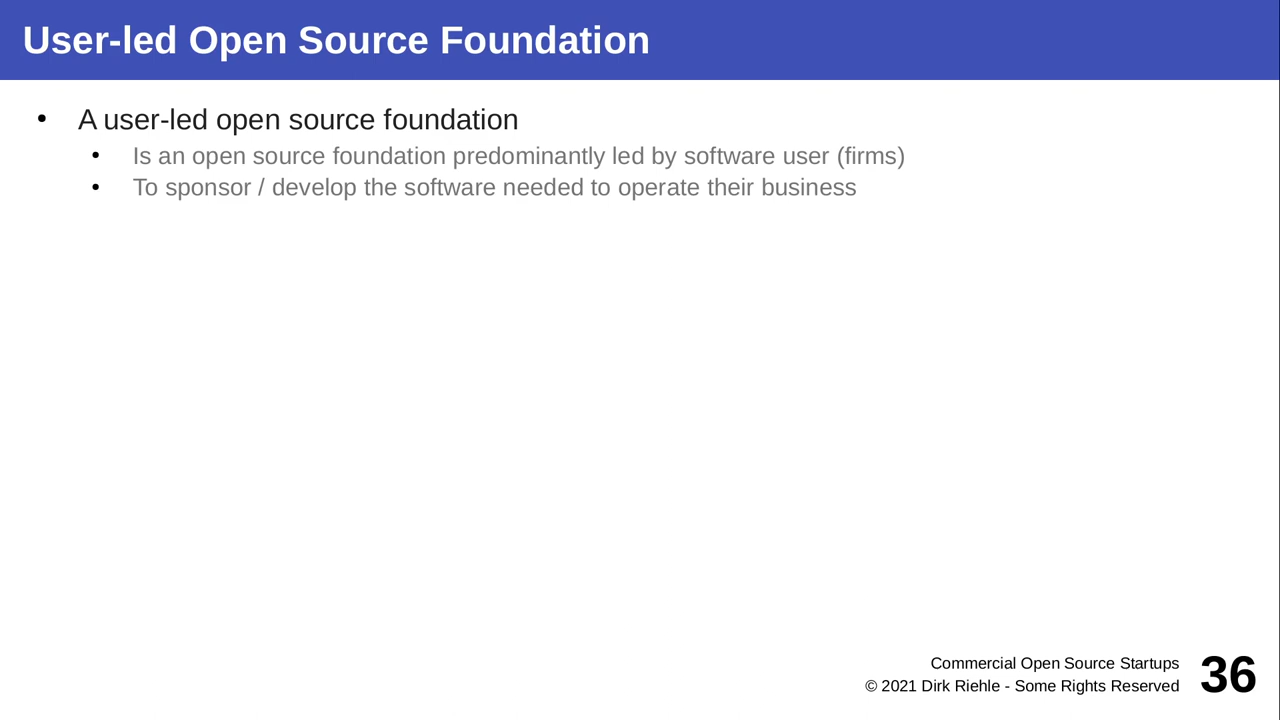 User-led Open Source Foundation
• A user-led open source foundation
• Is an open source foundation predominantly led by software user (firms)
• To sponsor / develop the software needed to operate their business
Commercial Open Source Startups
© 2021 Dirk Riehle - Some Rights Reserved
36